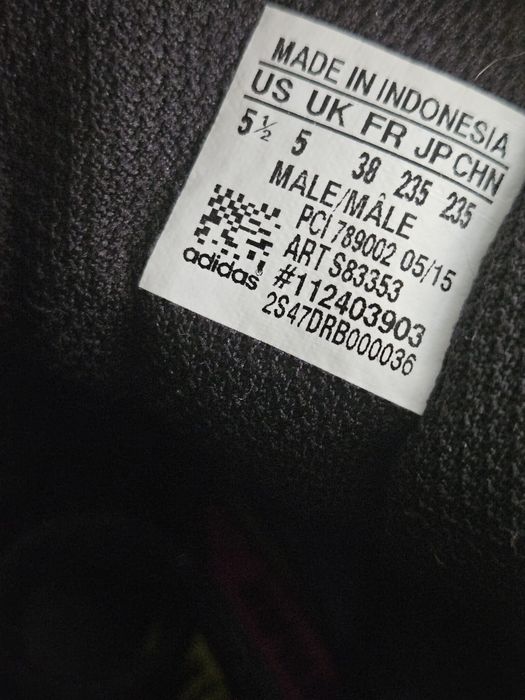 MADE IN INDONESIA
US UK FR JP CHN
5½ 5 38 235 235
MALE/MÂLE
PCI 789002 05/15
ART S83353
#112403903
adidas
2S47DRB000036